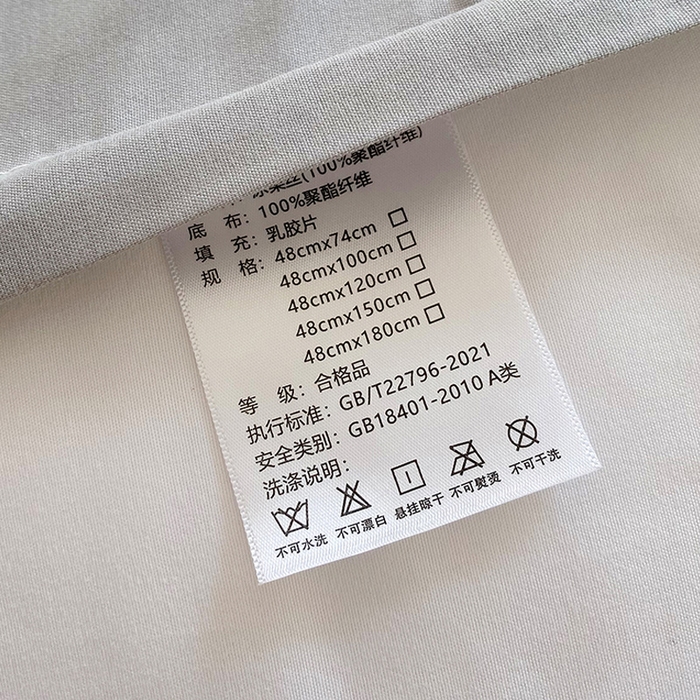 冰柔丝(100%聚酯纤维)
底 布：100%聚酯纤维
填 充：乳胶片
规 格：48cmx74cm □
48cmx100cm □
48cmx120cm □
48cmx150cm □
48cmx180cm □
等 级：合格品
执行标准：GB/T22796-2021
安全类别：GB18401-2010 A类
洗涤说明：
不可水洗 不可漂白 悬挂晾干 不可熨烫 不可干洗